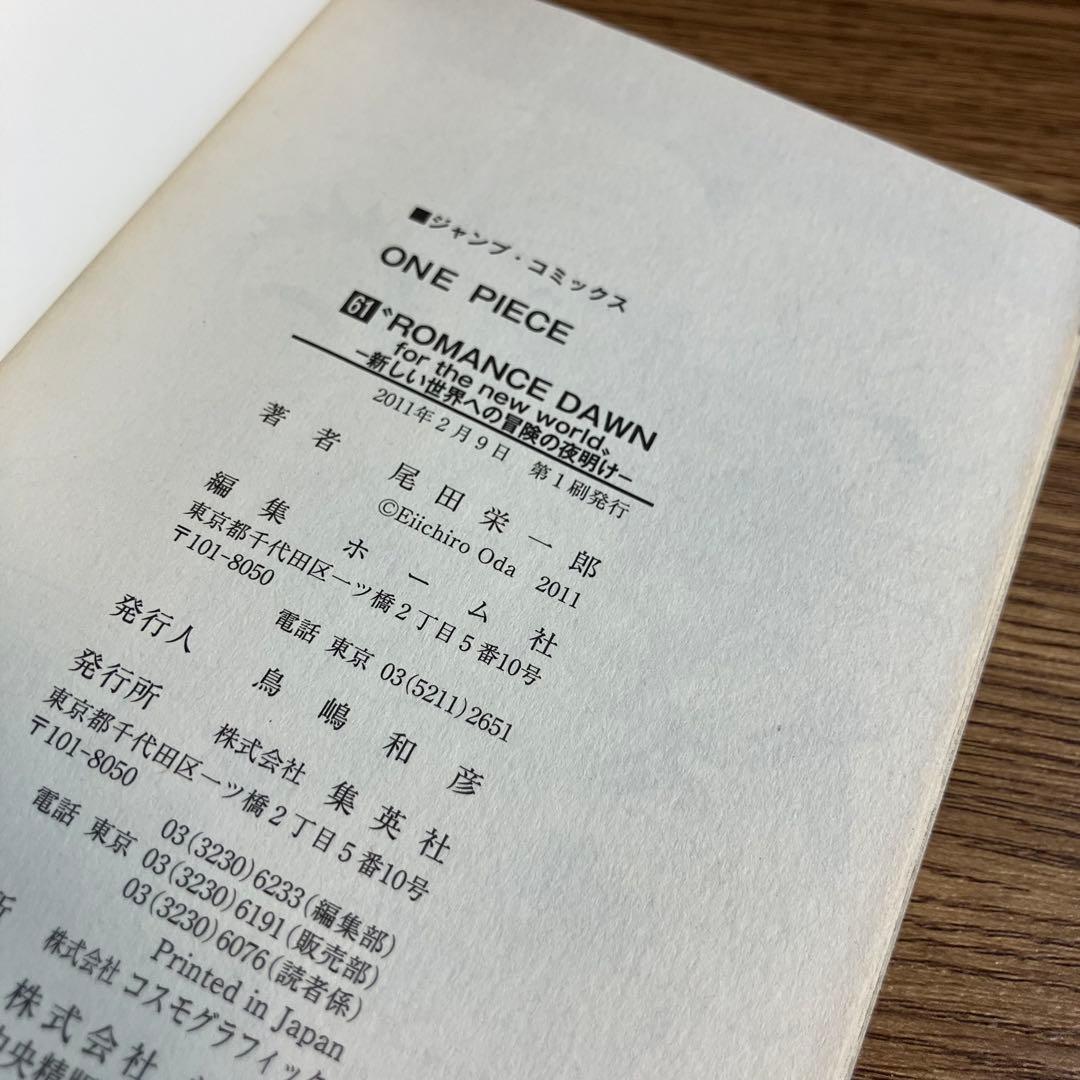 ■ジャンプ・コミックス
ONE PIECE
61 〝ROMANCE DAWN
for the new world〟
−新しい世界への冒険の夜明け−
2011年2月9日 第1刷発行
著者 尾田栄一郎
©Eiichiro Oda 2011
編集 ホーム社
東京都千代田区一ツ橋2丁目5番10号
〒101-8050
電話 東京 03(5211)2651
発行人 鳥嶋和彦
発行所 株式会社 集英社
東京都千代田区一ツ橋2丁目5番10号
〒101-8050
03(3230)6233(編集部)
電話 東京 03(3230)6191(販売部)
03(3230)6076(読者係)
Printed in Japan
所 株式会社 コスモグラフィック
株式会社
中央精版